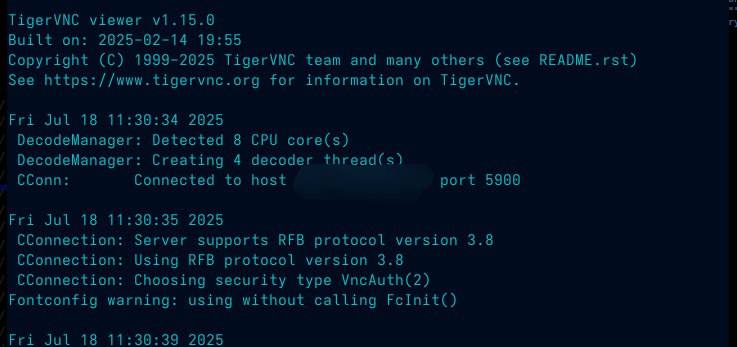 TigerVNC viewer v1.15.0
Built on: 2025-02-14 19:55
Copyright (C) 1999-2025 TigerVNC team and many others (see README.rst)
See https://www.tigervnc.org for information on TigerVNC.
Fri Jul 18 11:30:34 2025
DecodeManager: Detected 8 CPU core(s)
DecodeManager: Creating 4 decoder thread(s)
CConn: Connected to host port 5900
Fri Jul 18 11:30:35 2025
CConnection: Server supports RFB protocol version 3.8
CConnection: Using RFB protocol version 3.8
CConnection: Choosing security type VncAuth(2)
Fontconfig warning: using without calling FcInit()
Fri Jul 18 11:30:39 2025